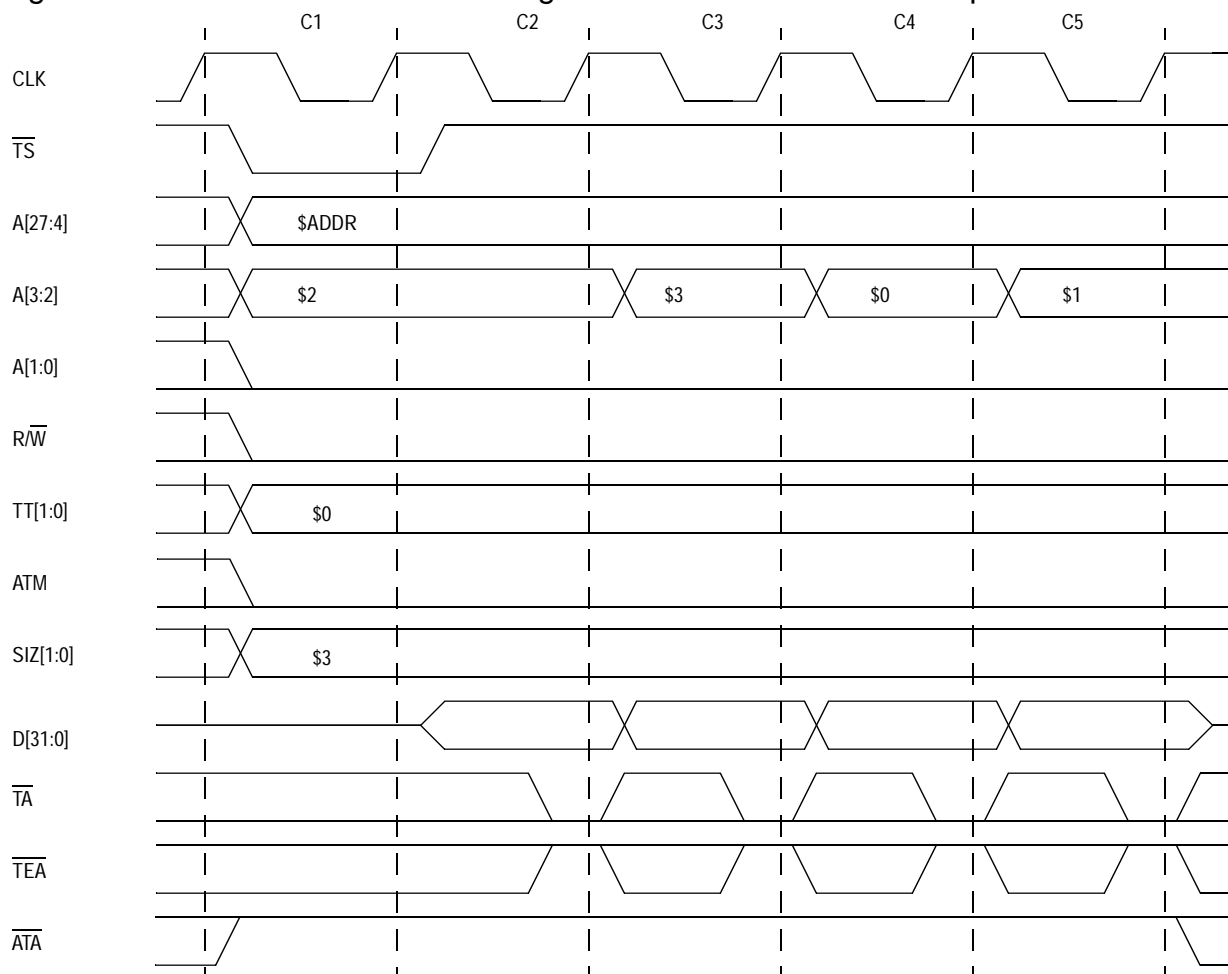 C1 C2 C3 C4 C5
CLK
TS
A[27:4] $ADDR
A[3:2] $2 $3 $0 $1
A[1:0]
R/W
TT[1:0] $0
ATM
SIZ[1:0] $3
D[31:0]
TA
TEA
ATA